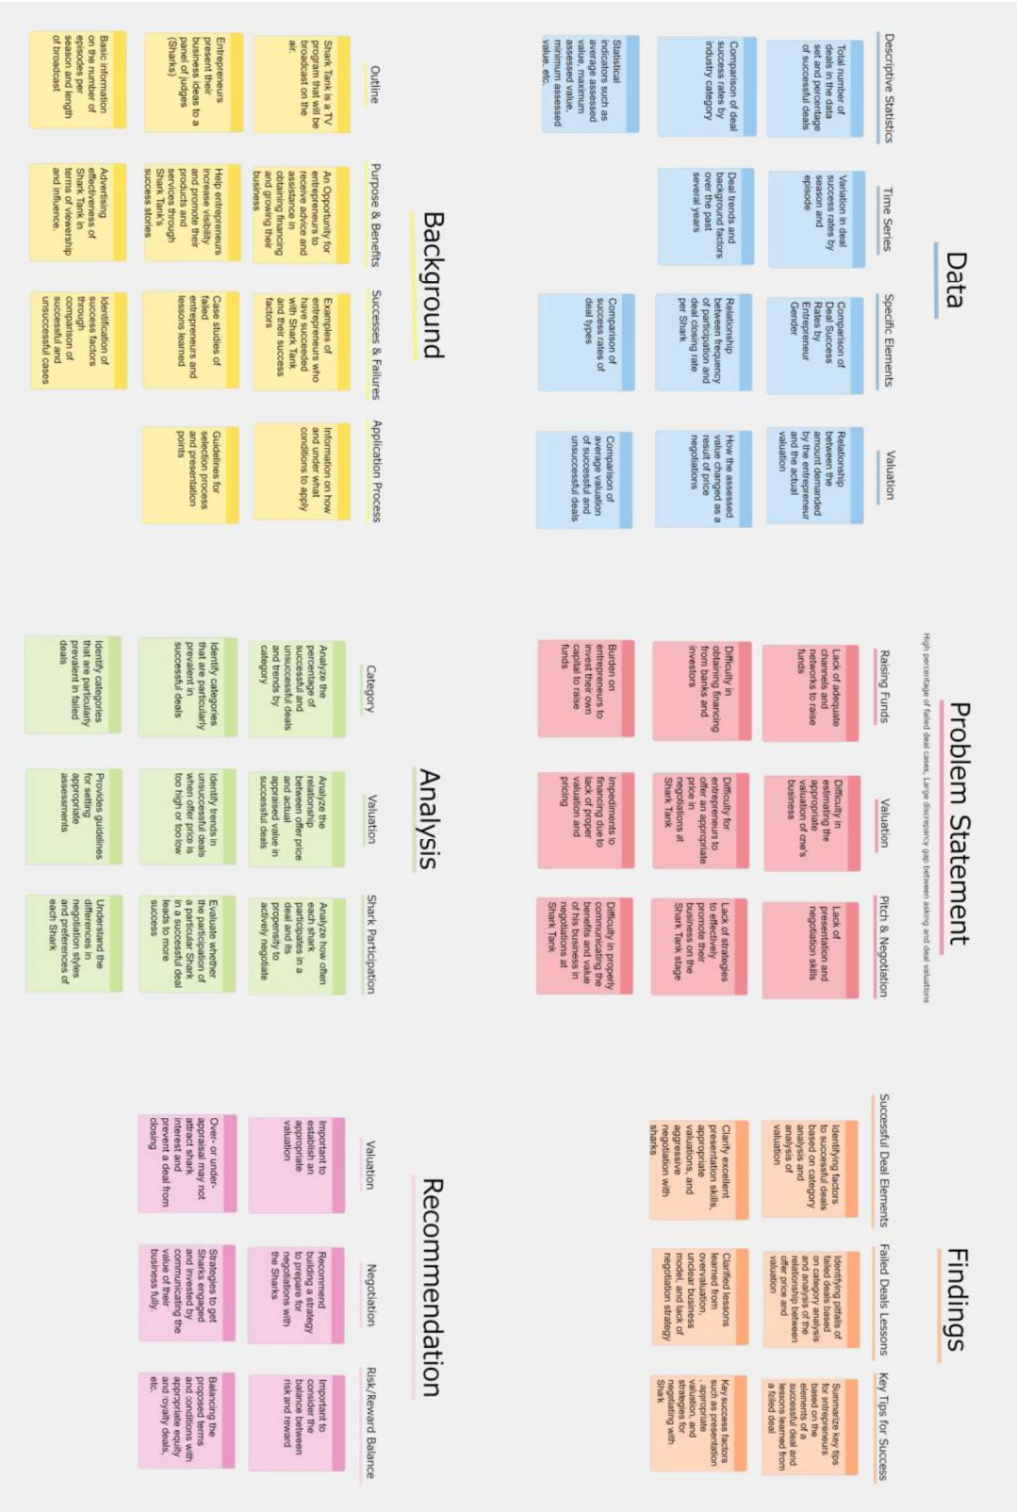 Data
Descriptive Statistics
Total number of
deals in the data
set and percentage
of successful deals
Comparison of deal
success rates by
industry category
Statistical
indicators such as
average assessed
value, maximum
assessed value,
minimum assessed
value, etc.
Time Series
Variation in deal
success rates by
season and
episode
Deal trends and
background factors
over the past
several years
Specific Elements
Comparison of
Deal Success
Rates by
Entrepreneur
Gender
Relationship
between frequency
of participation and
deal closing rate
per Shark
Comparison of
success rates of
deal types
Valuation
Relationship
between the
amount demanded
by the entrepreneur
and the actual
valuation
How the assessed
value changed as a
result of price
negotiations
Comparison of
average valuation
of successful and
unsuccessful deals
Problem Statement
High percentage of failed deal cases, Large discrepancy gap between asking and deal valuations
Raising Funds
Lack of adequate
channels and
networks to raise
funds
Difficulty in
obtaining financing
from banks and
investors
Burden on
entrepreneurs to
invest their own
capital to raise
funds
Valuation
Difficulty in
estimating the
appropriate
valuation of one's
business
Difficulty for
entrepreneurs to
offer an appropriate
price in
negotiations at
Shark Tank
Impediments to
financing due to
lack of proper
valuation and
pricing
Pitch & Negotiation
Lack of
presentation and
negotiation skills
Lack of strategies
to effectively
promote their
business on the
Shark Tank stage
Difficulty in properly
communicating the
benefits and value
of his business in
negotiations at
Shark Tank
Findings
Successful Deal Elements
Identifying factors
to successful deals
based on category
analysis and
analysis of
valuation
Clarify excellent
presentation skills,
appropriate
valuations, and
aggressive
negotiation with
sharks
Failed Deals Lessons
Identifying pitfalls of
failed deals based
on category analysis
and analysis of the
relationship between
offer price and
valuation
Clarified lessons
learned from
overvaluation,
unclear business
model, and lack of
negotiation strategy
Key Tips for Success
Summarize key tips
for entrepreneurs
based on the
elements of a
successful deal and
lessons learned from
a failed deal
Key success factors
such as presentation
, appropriate
valuation, and
strategies for
negotiating with
Shark
Background
Outline
Shark Tank is a TV
program that will be
broadcast on the
air.
Entrepreneurs
present their
business ideas to a
panel of judges
(Sharks)
Basic information
on the number of
episodes per
season and length
of broadcast
Purpose & Benefits
An Opportunity for
entrepreneurs to
receive advice and
assistance in
obtaining financing
and growing their
business
Help entrepreneurs
increase visibility
and promote their
products and
services through
Shark Tank's
success stories
Advertising
effectiveness of
Shark Tank in
terms of viewership
and influence.
Successes & Failures
Examples of
entrepreneurs who
have succeeded
with Shark Tank
and their success
factors
Case studies of
failed
entrepreneurs and
lessons learned
Identification of
success factors
through
comparison of
successful and
unsuccessful cases
Application Process
Information on how
and under what
conditions to apply
Guidelines for
selection process
and presentation
points
Analysis
Category
Analyze the
percentage of
successful and
unsuccessful deals
and trends by
category
Identify categories
that are particularly
prevalent in
successful deals
Identify categories
that are particularly
prevalent in failed
deals
Valuation
Analyze the
relationship
between offer price
and actual
appraised value in
successful deals
Identify trends in
unsuccessful deals
when offer price is
too high or too low
Provides guidelines
for setting
appropriate
assessments
Shark Participation
Analyze how often
each shark
participates in a
deal and its
propensity to
actively negotiate
Evaluate whether
the participation of
a particular Shark
in a successful deal
leads to more
success
Understand the
differences in
negotiation styles
and preferences of
each Shark
Recommendation
Valuation
Important to
establish an
appropriate
valuation
Over- or under-
appraisal may not
attract shark
interest and
prevent a deal from
closing
Negotiation
Recommend
building a strategy
to prepare for
negotiations with
the Sharks
Strategies to get
Sharks engaged
and invested by
communicating the
value of their
business fully.
Risk/Reward Balance
Important to
consider the
balance between
risk and reward
Balancing the
proposed terms
and conditions with
appropriate equity
and royalty deals,
etc.